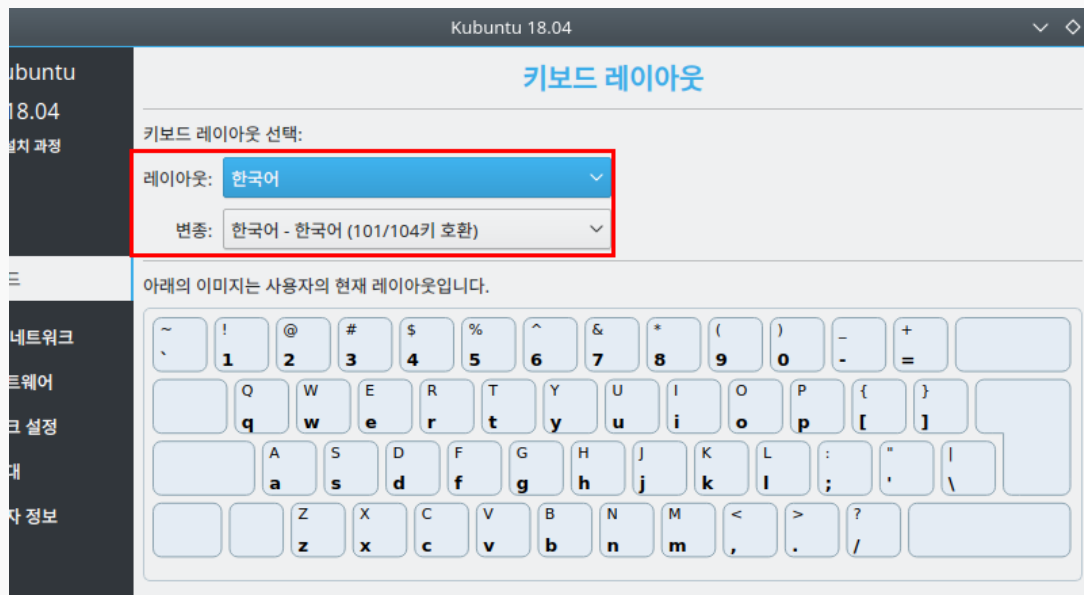 Kubuntu 18.04
ubuntu
18.04
설치 과정
드
네트워크
트웨어
크 설정
대
자 정보
키보드 레이아웃
키보드 레이아웃 선택:
레이아웃: 한국어
변종: 한국어 - 한국어 (101/104키 호환)
아래의 이미지는 사용자의 현재 레이아웃입니다.
~ ! @ # $ % ^ & * ( ) _ +
` 1 2 3 4 5 6 7 8 9 0 - =
Q W E R T Y U I O P { }
q w e r t y u i o p [ ]
A S D F G H J K L : " |
a s d f g h j k l ; ' \
Z X C V B N M < > ?
z x c v b n m , . /